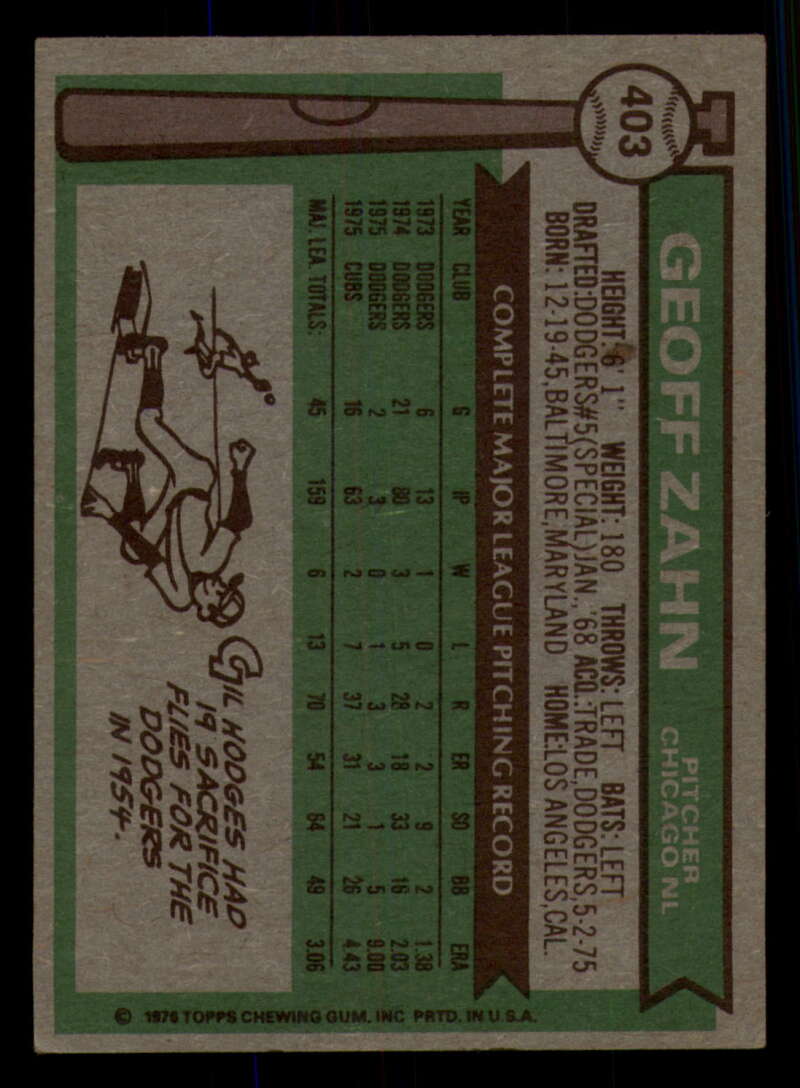 403
GEOFF ZAHN
PITCHER
CHICAGO NL
HEIGHT: 6' 1" WEIGHT: 180 THROWS: LEFT BATS: LEFT
DRAFTED:DODGERS#5(SPECIAL)JAN.,'68 ACQ.:TRADE,DODGERS,5-2-75
BORN: 12-19-45, BALTIMORE, MARYLAND HOME:LOS ANGELES,CAL.
COMPLETE MAJOR LEAGUE PITCHING RECORD
YEAR CLUB G IP W L R ER SO BB ERA
1973 DODGERS 6 13 1 0 2 2 9 2 1.38
1974 DODGERS 21 80 3 5 28 18 33 16 2.03
1975 DODGERS 2 3 0 1 3 3 1 5 9.00
1975 CUBS 16 63 2 7 37 31 21 26 4.43
MAJ. LEA. TOTALS: 45 159 6 13 70 54 64 49 3.06
GIL HODGES HAD
19 SACRIFICE
FLIES FOR THE
DODGERS
IN 1954.
© 1976 TOPPS CHEWING GUM, INC PRTD. IN U S.A.